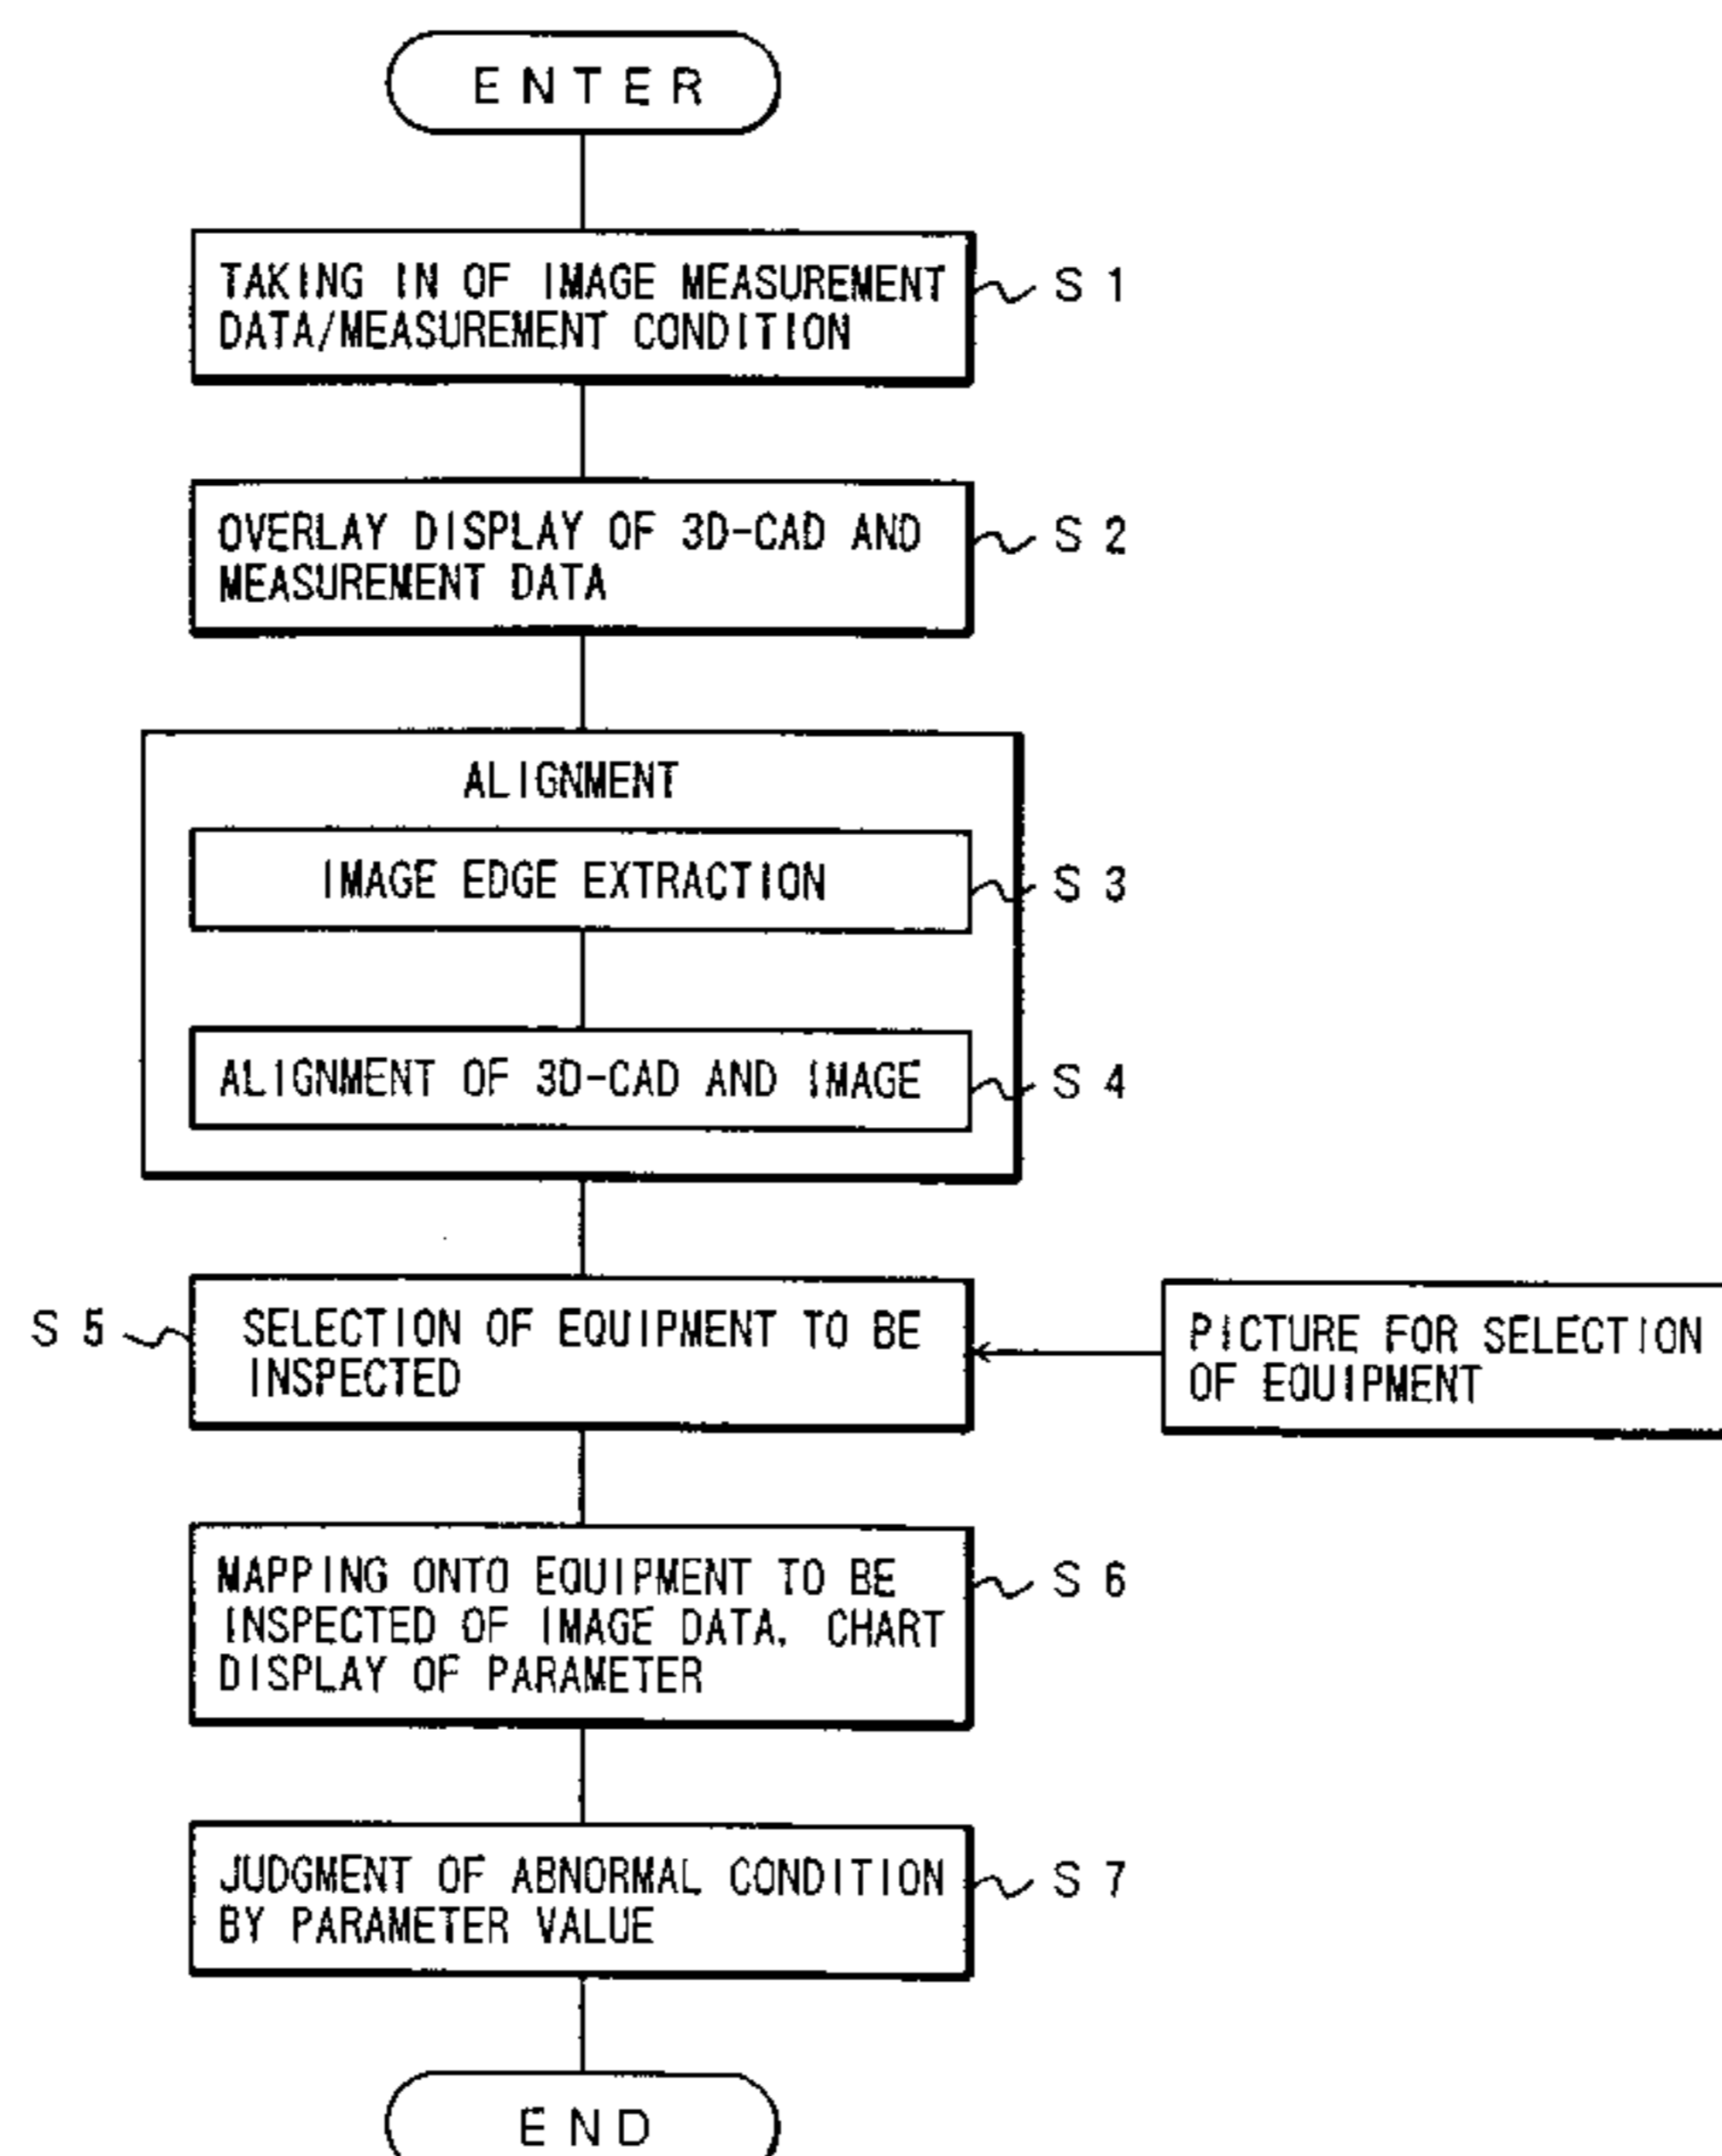 ENTER
TAKING IN OF IMAGE MEASUREMENT
DATA/MEASUREMENT CONDITION
S 1
OVERLAY DISPLAY OF 3D-CAD AND
MEASUREMENT DATA
S 2
ALIGNMENT
IMAGE EDGE EXTRACTION
S 3
ALIGNMENT OF 3D-CAD AND IMAGE
S 4
S 5
SELECTION OF EQUIPMENT TO BE
INSPECTED
PICTURE FOR SELECTION
OF EQUIPMENT
MAPPING ONTO EQUIPMENT TO BE
INSPECTED OF IMAGE DATA, CHART
DISPLAY OF PARAMETER
S 6
JUDGMENT OF ABNORMAL CONDITION
BY PARAMETER VALUE
S 7
END